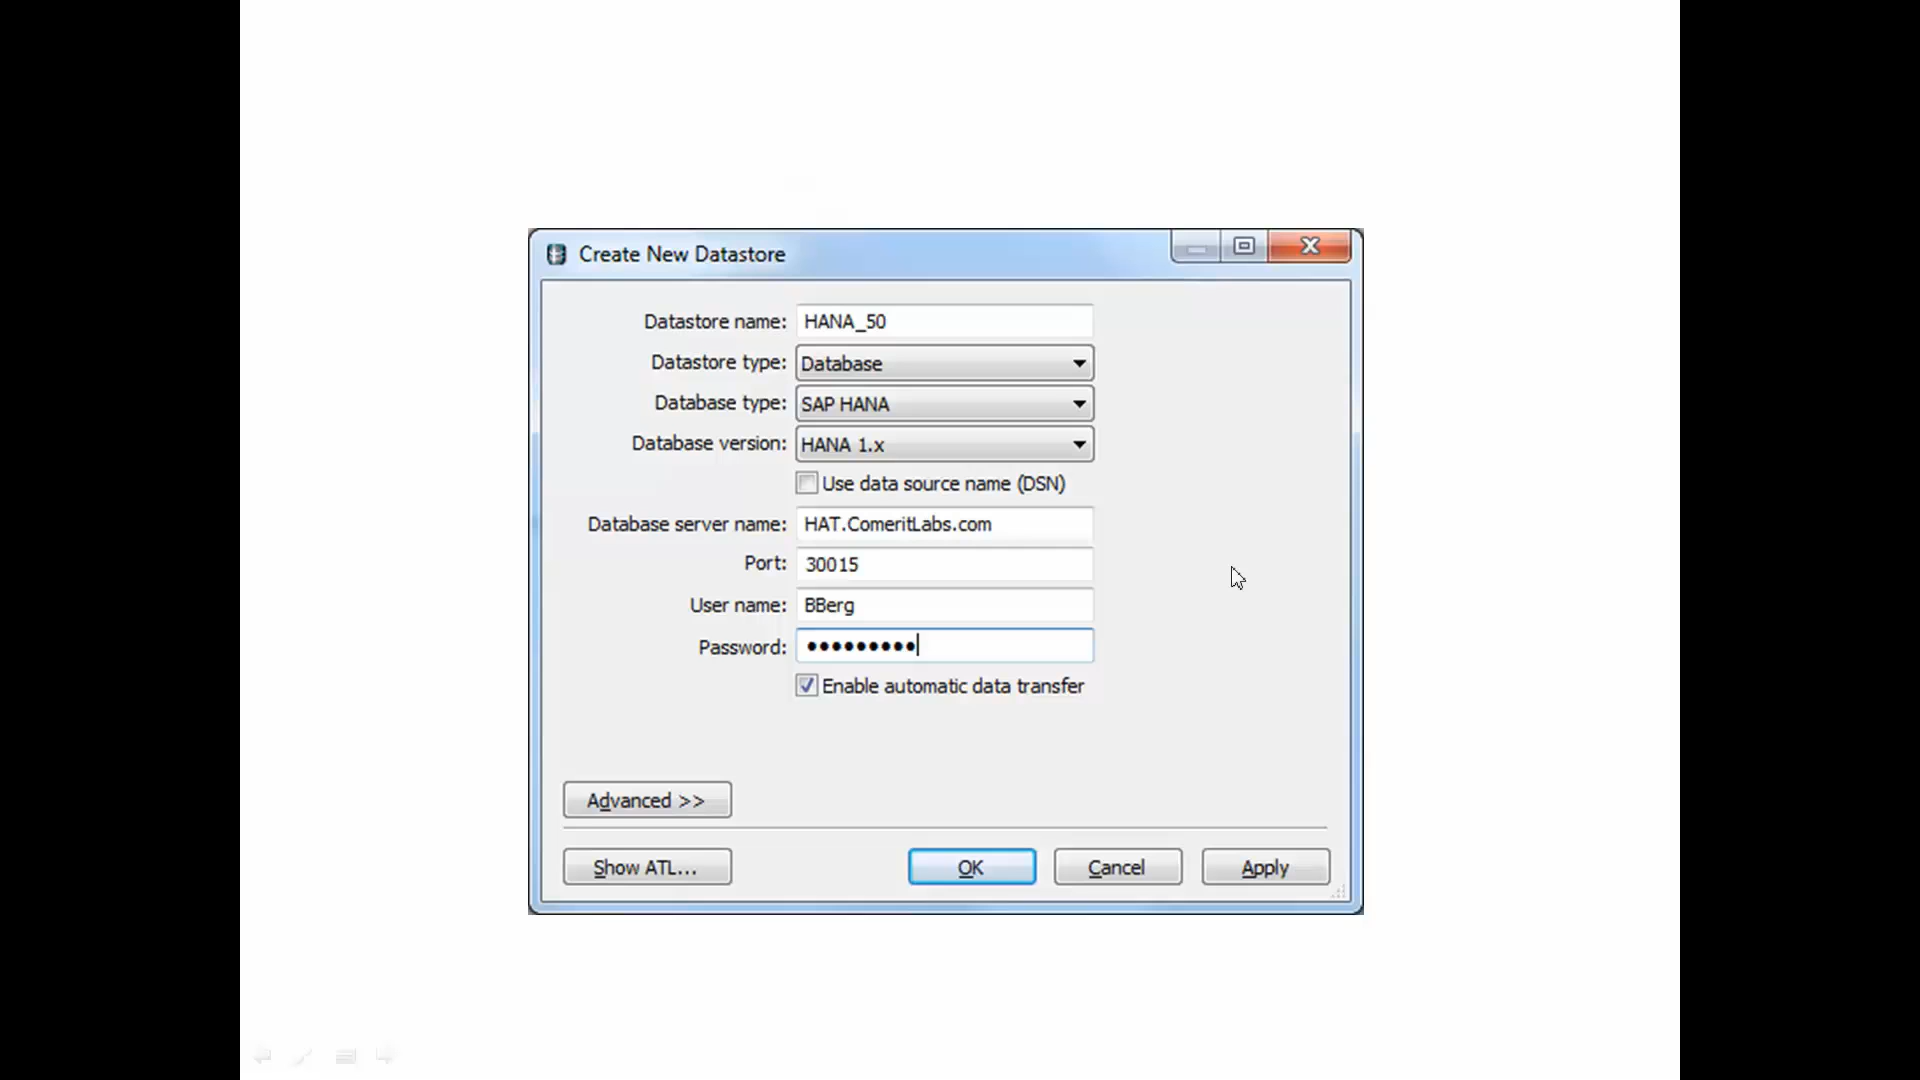 Create New Datastore
Datastore name: HANA_50
Datastore type: Database
Database type: SAP HANA
Database version: HANA 1.x
Use data source name (DSN)
Database server name: HAT.ComeritLabs.com
Port: 30015
User name: BBerg
Password: •••••••••
Enable automatic data transfer
Advanced >>
Show ATL... OK Cancel Apply